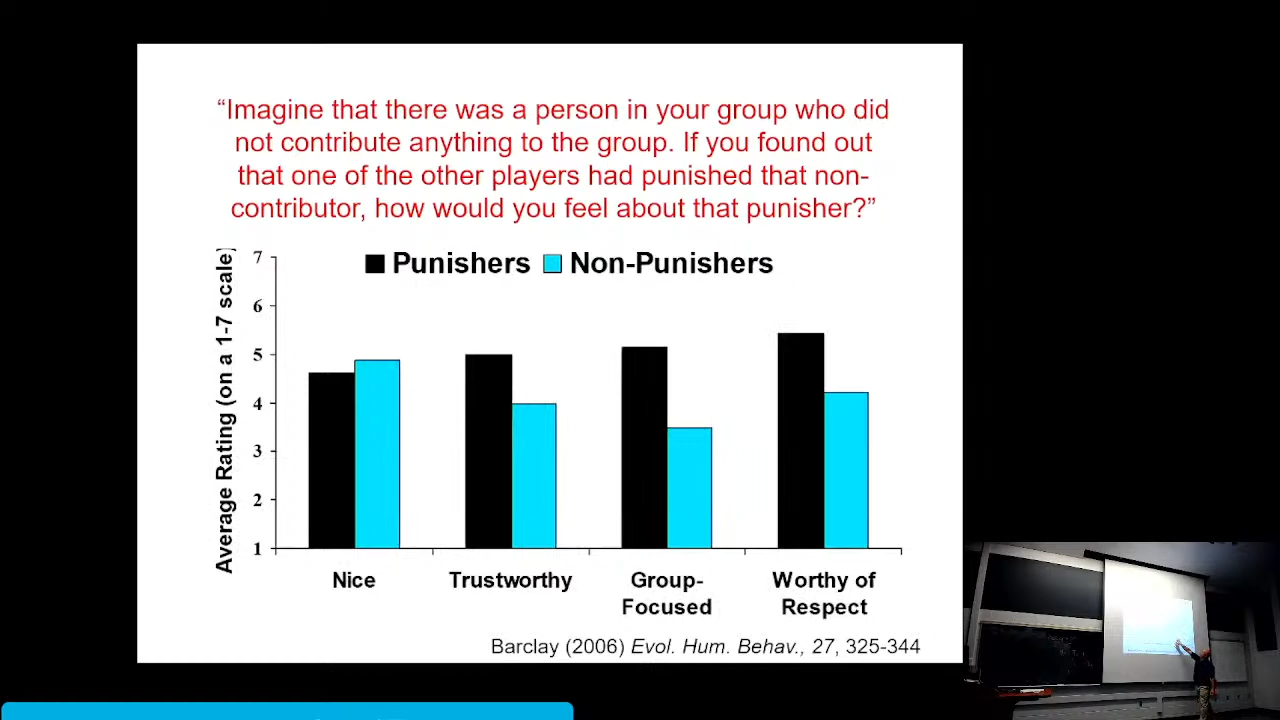 “Imagine that there was a person in your group who did
not contribute anything to the group. If you found out
that one of the other players had punished that non-
contributor, how would you feel about that punisher?”
Punishers Non-Punishers
Average Rating (on a 1-7 scale)
7
6
5
4
3
2
1
Nice
Trustworthy
Group-
Focused
Worthy of
Respect
Barclay (2006) Evol. Hum. Behav., 27, 325-344